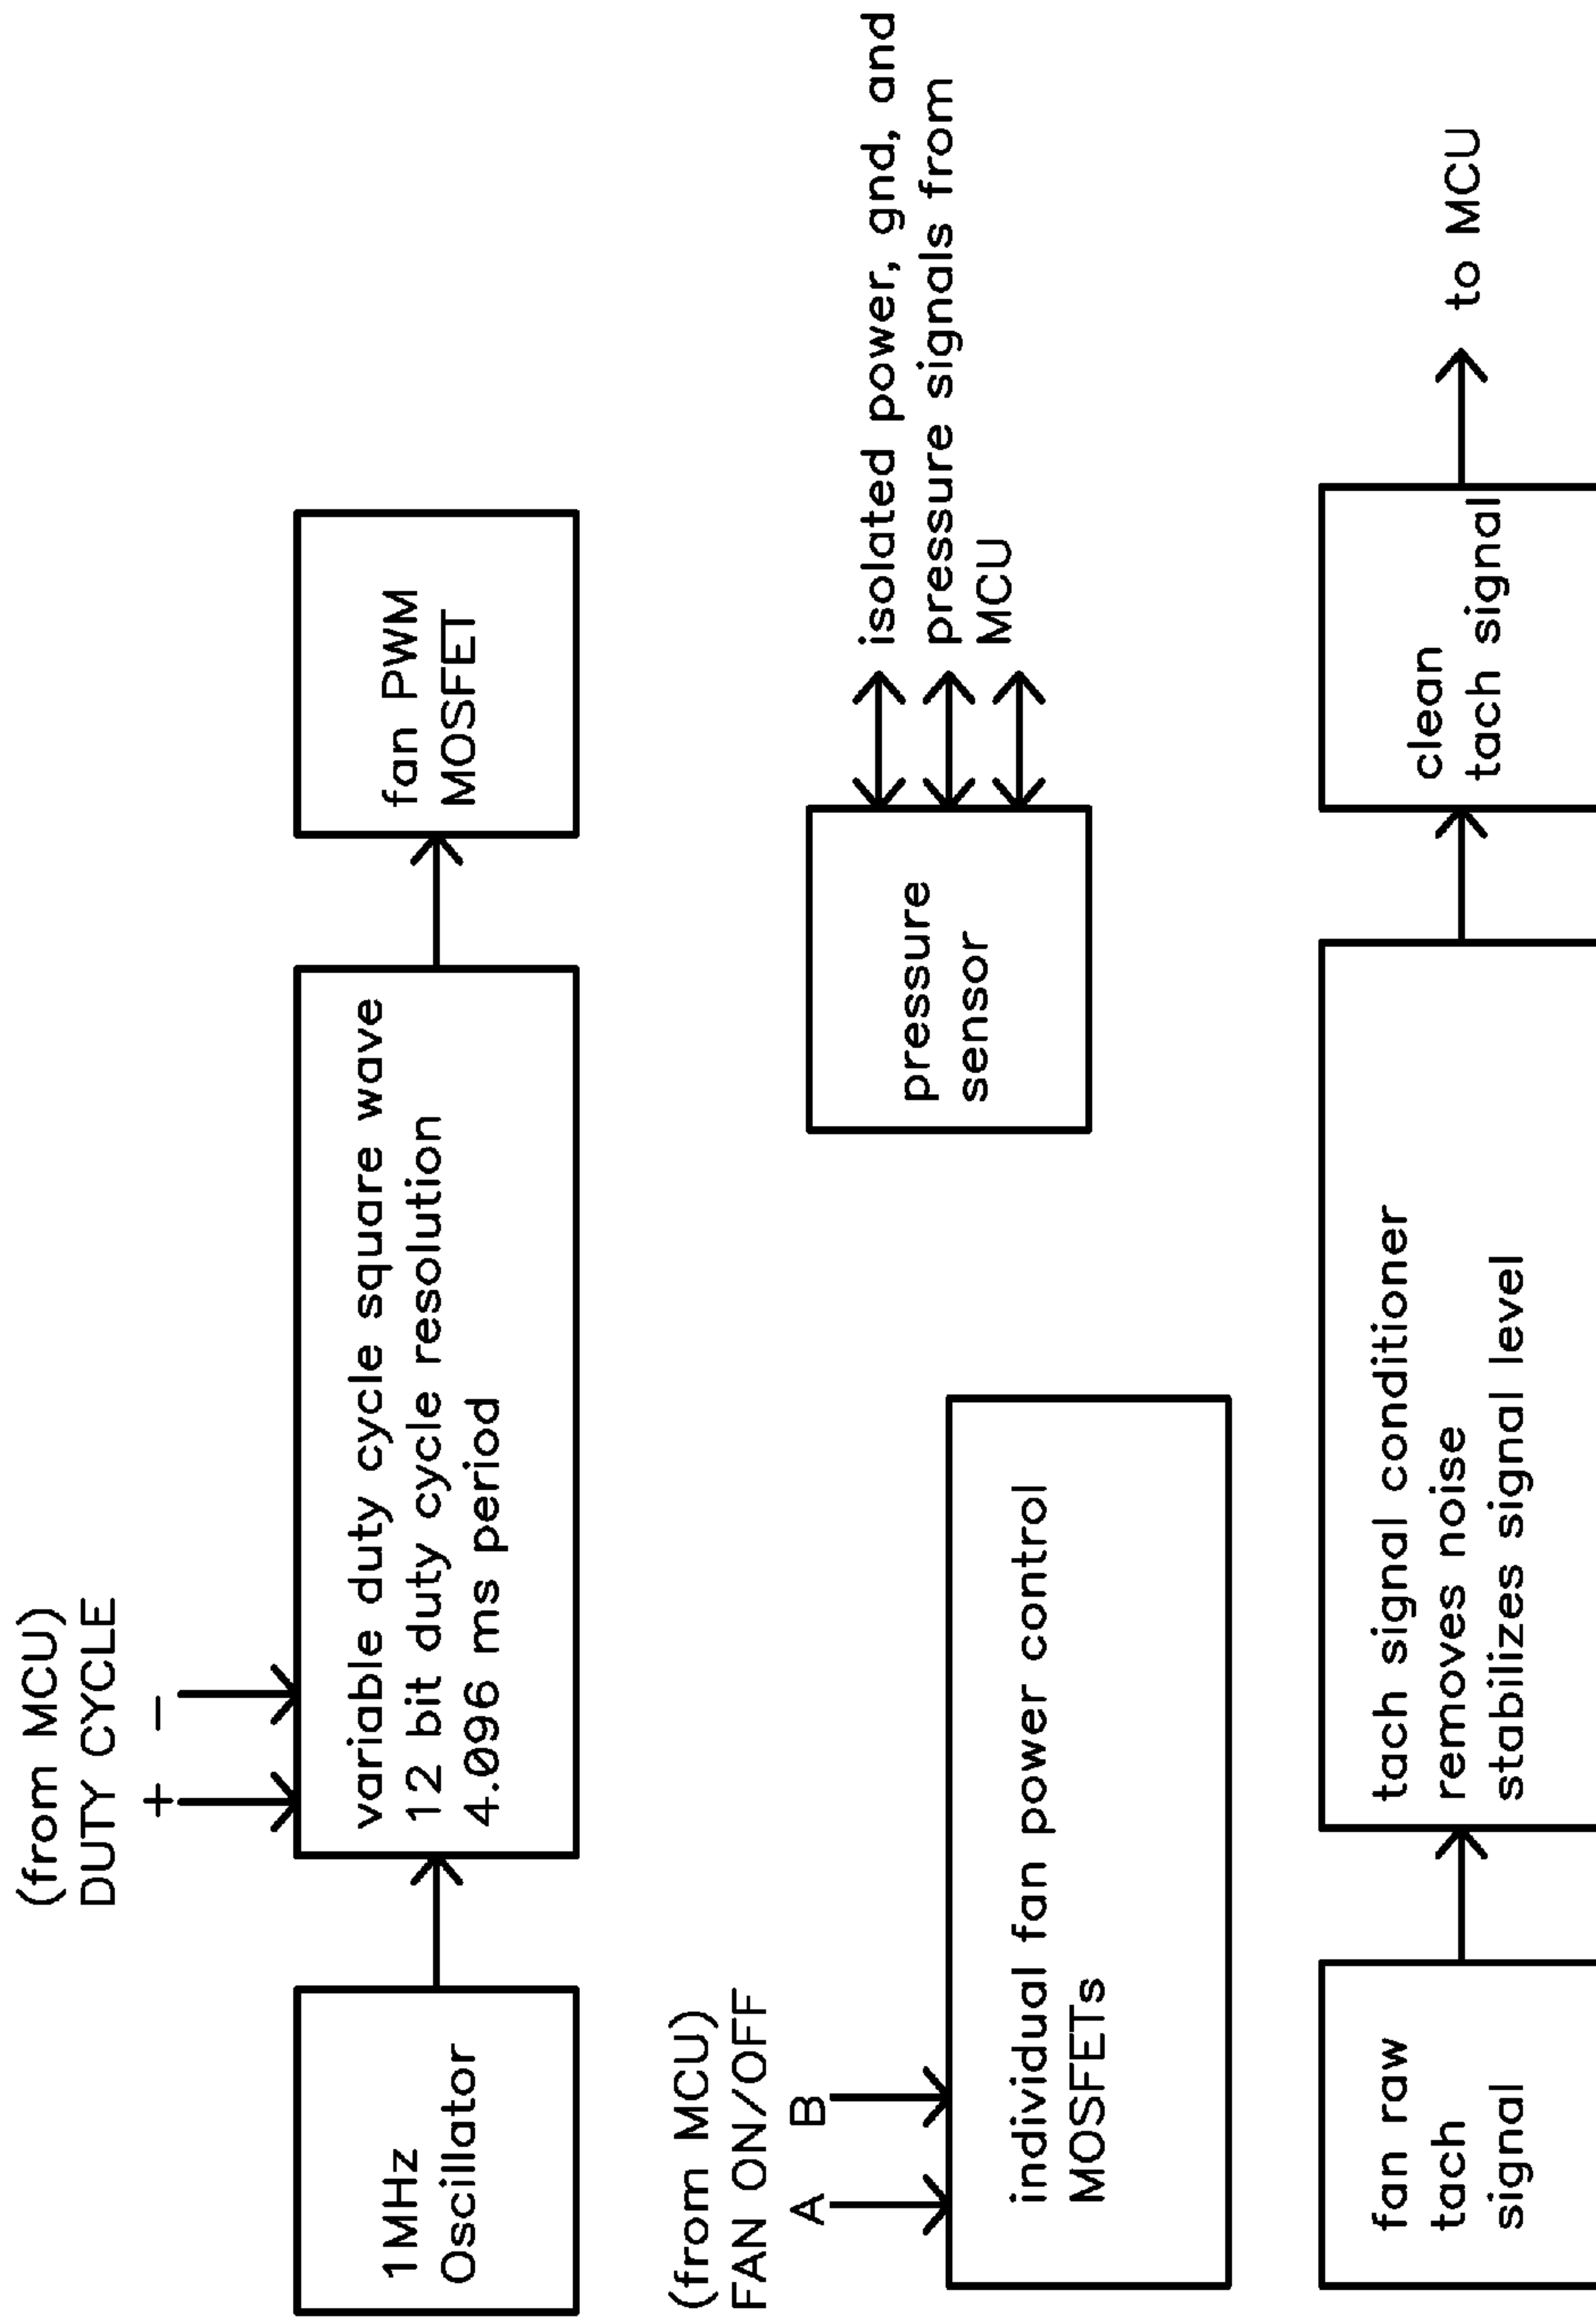 (from MCU)
DUTY CYCLE
+ -
1MHz
Oscillator
variable duty cycle square wave
12 bit duty cycle resolution
4.096 ms period
fan PWM
MOSFET
(from MCU)
FAN ON/OFF
A B
individual fan power control
MOSFETs
pressure
sensor
isolated power, gnd, and
pressure signals from
MCU
fan raw
tach
signal
tach signal conditioner
removes noise
stabilizes signal level
clean
tach signal
to MCU